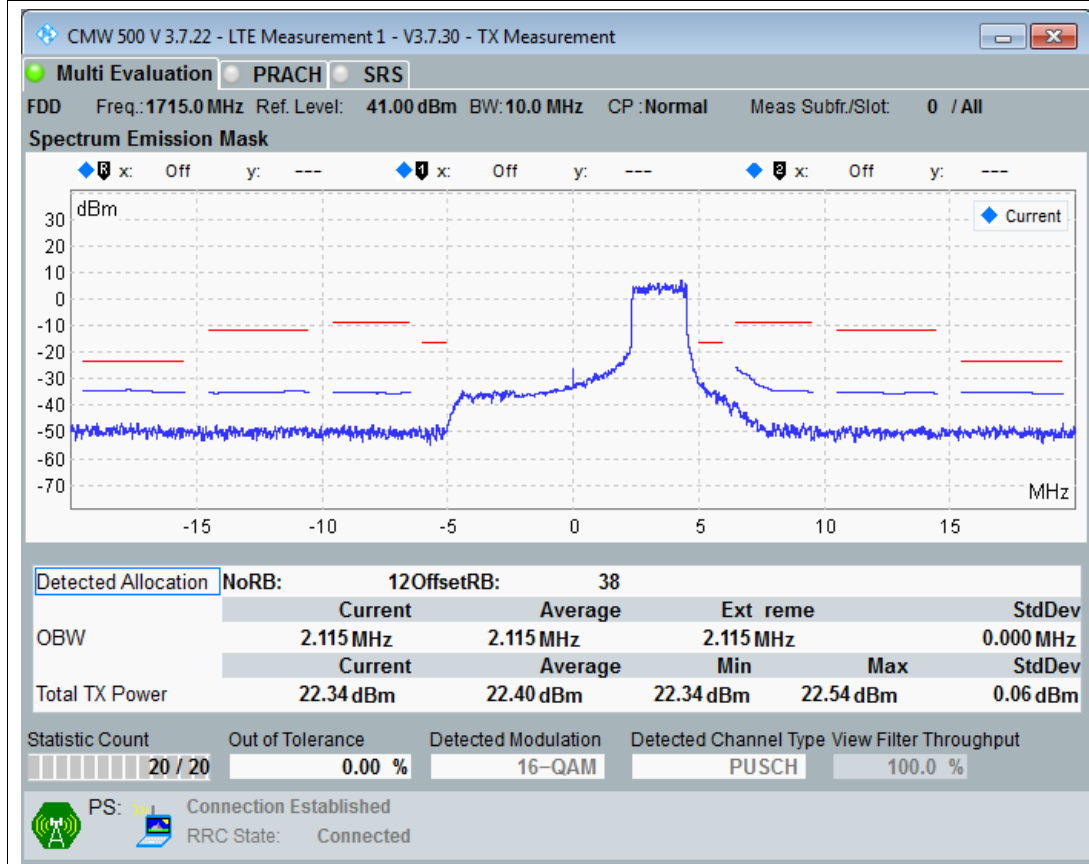 CMW 500 V 3.7.22 - LTE Measurement 1 - V3.7.30 - TX Measurement
Multi Evaluation PRACH SRS
FDD Freq.: 1715.0 MHz Ref. Level: 41.00 dBm BW: 10.0 MHz CP : Normal Meas Subfr./Slot: 0 / All
Spectrum Emission Mask
R x: Off y: --- 1 x: Off y: --- 2 x: Off y: ---
dBm
Current
30
20
10
0
-10
-20
-30
-40
-50
-60
-70
MHz
-15 -10 -5 0 5 10 15
Detected Allocation NoRB: 12 OffsetRB: 38
Current Average Ext reme StdDev
OBW 2.115 MHz 2.115 MHz 2.115 MHz 0.000 MHz
Current Average Min Max StdDev
Total TX Power 22.34 dBm 22.40 dBm 22.34 dBm 22.54 dBm 0.06 dBm
Statistic Count Out of Tolerance Detected Modulation Detected Channel Type View Filter Throughput
20 / 20 0.00 % 16-QAM PUSCH 100.0 %
PS: Connection Established
RRC State: Connected